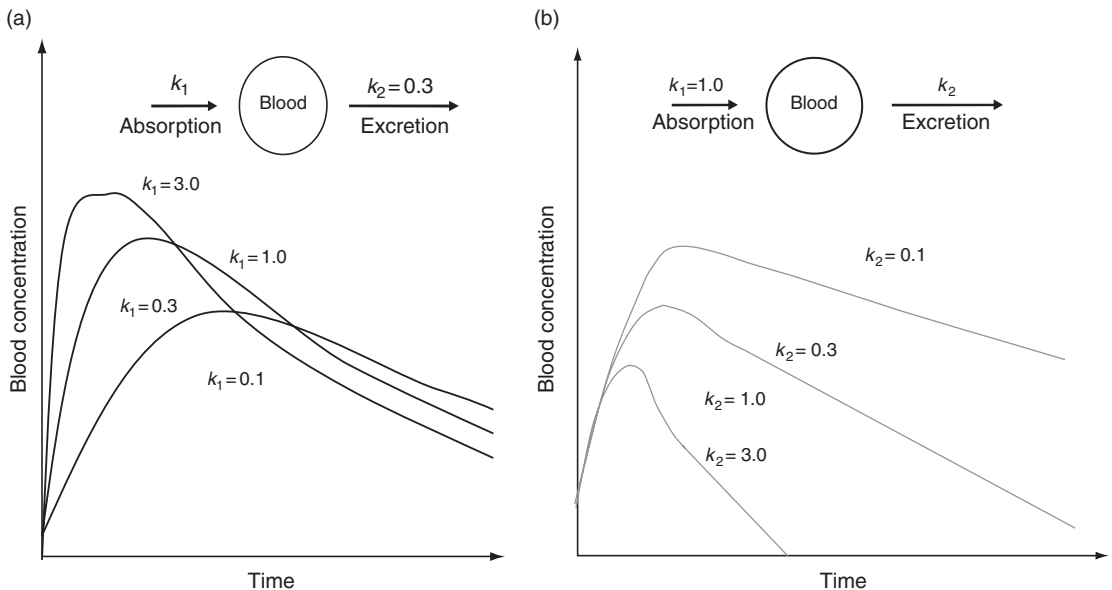 (a)
k₁
Absorption
Blood
k₂ = 0.3
Excretion
k₁ = 3.0
k₁ = 1.0
k₁ = 0.3
k₁ = 0.1
Blood concentration
Time
(b)
k₁ = 1.0
Absorption
Blood
k₂
Excretion
k₂ = 0.1
k₂ = 0.3
k₂ = 1.0
k₂ = 3.0
Blood concentration
Time